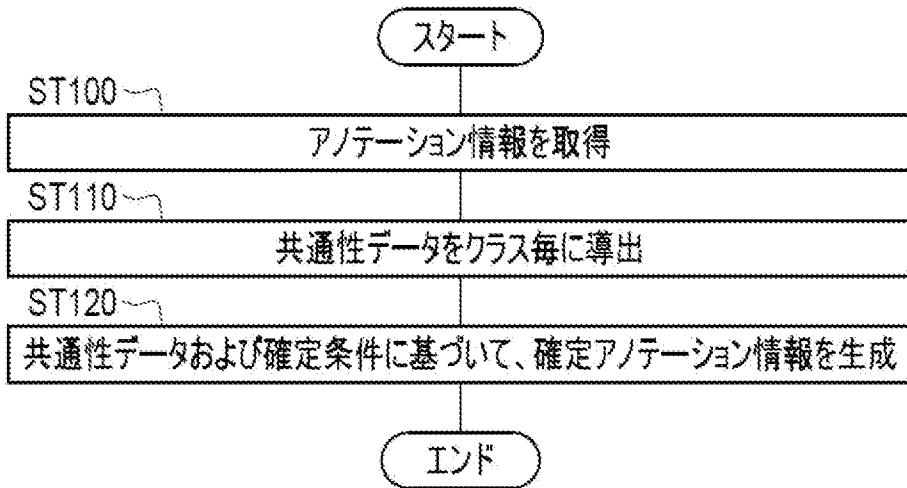 スタート
ST100
アノテーション情報を取得
ST110
共通性データをクラス毎に導出
ST120
共通性データおよび確定条件に基づいて、確定アノテーション情報を生成
エンド